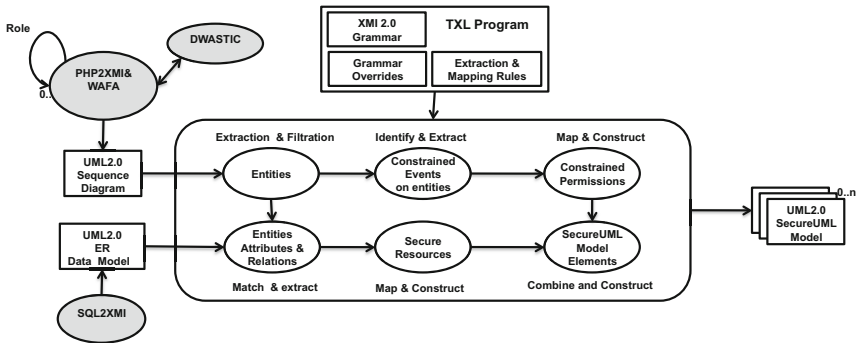 Role
DWASTIC
PHP2XMI&
WAFA
0..
XMI 2.0
Grammar
TXL Program
Grammar
Overrides
Extraction &
Mapping Rules
Extraction & Filtration
Identify & Extract
Map & Construct
UML2.0
Sequence
Diagram
Entities
Constrained
Events
on entities
Constrained
Permissions
0..n
UML2.0
SecureUML
Model
UML2.0
ER
Data Model
Entities
Attributes &
Relations
Secure
Resources
SecureUML
Model
Elements
Match & extract
Map & Construct
Combine and Construct
SQL2XMI